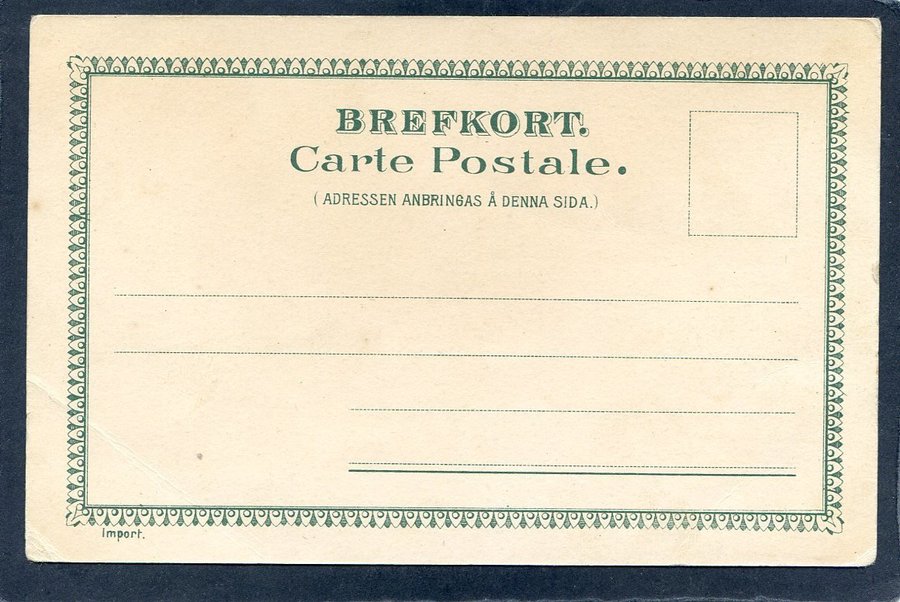 BREFKORT.
Carte Postale.
(ADRESSEN ANBRINGAS Å DENNA SIDA.)
Import.